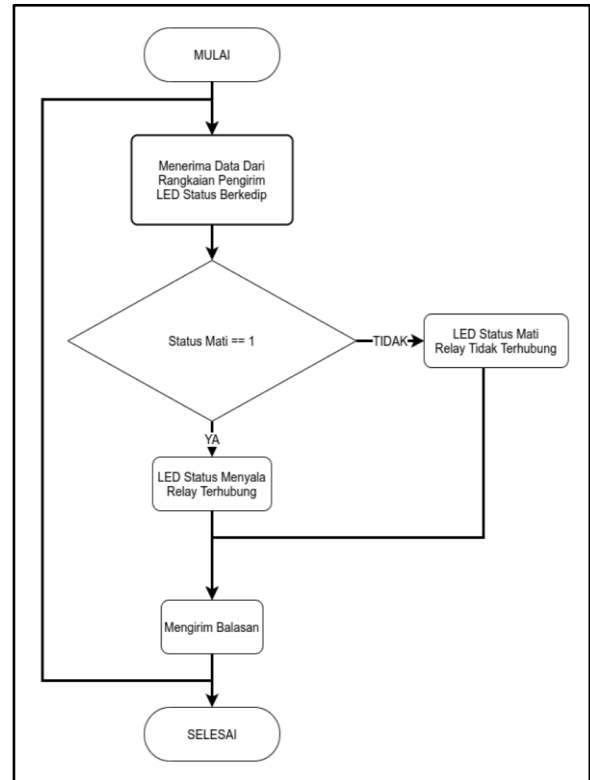 MULAI
Menerima Data Dari
Rangkaian Pengirim
LED Status Berkedip
Status Mati == 1
TIDAK
LED Status Mati
Relay Tidak Terhubung
YA
LED Status Menyala
Relay Terhubung
Mengirim Balasan
SELESAI